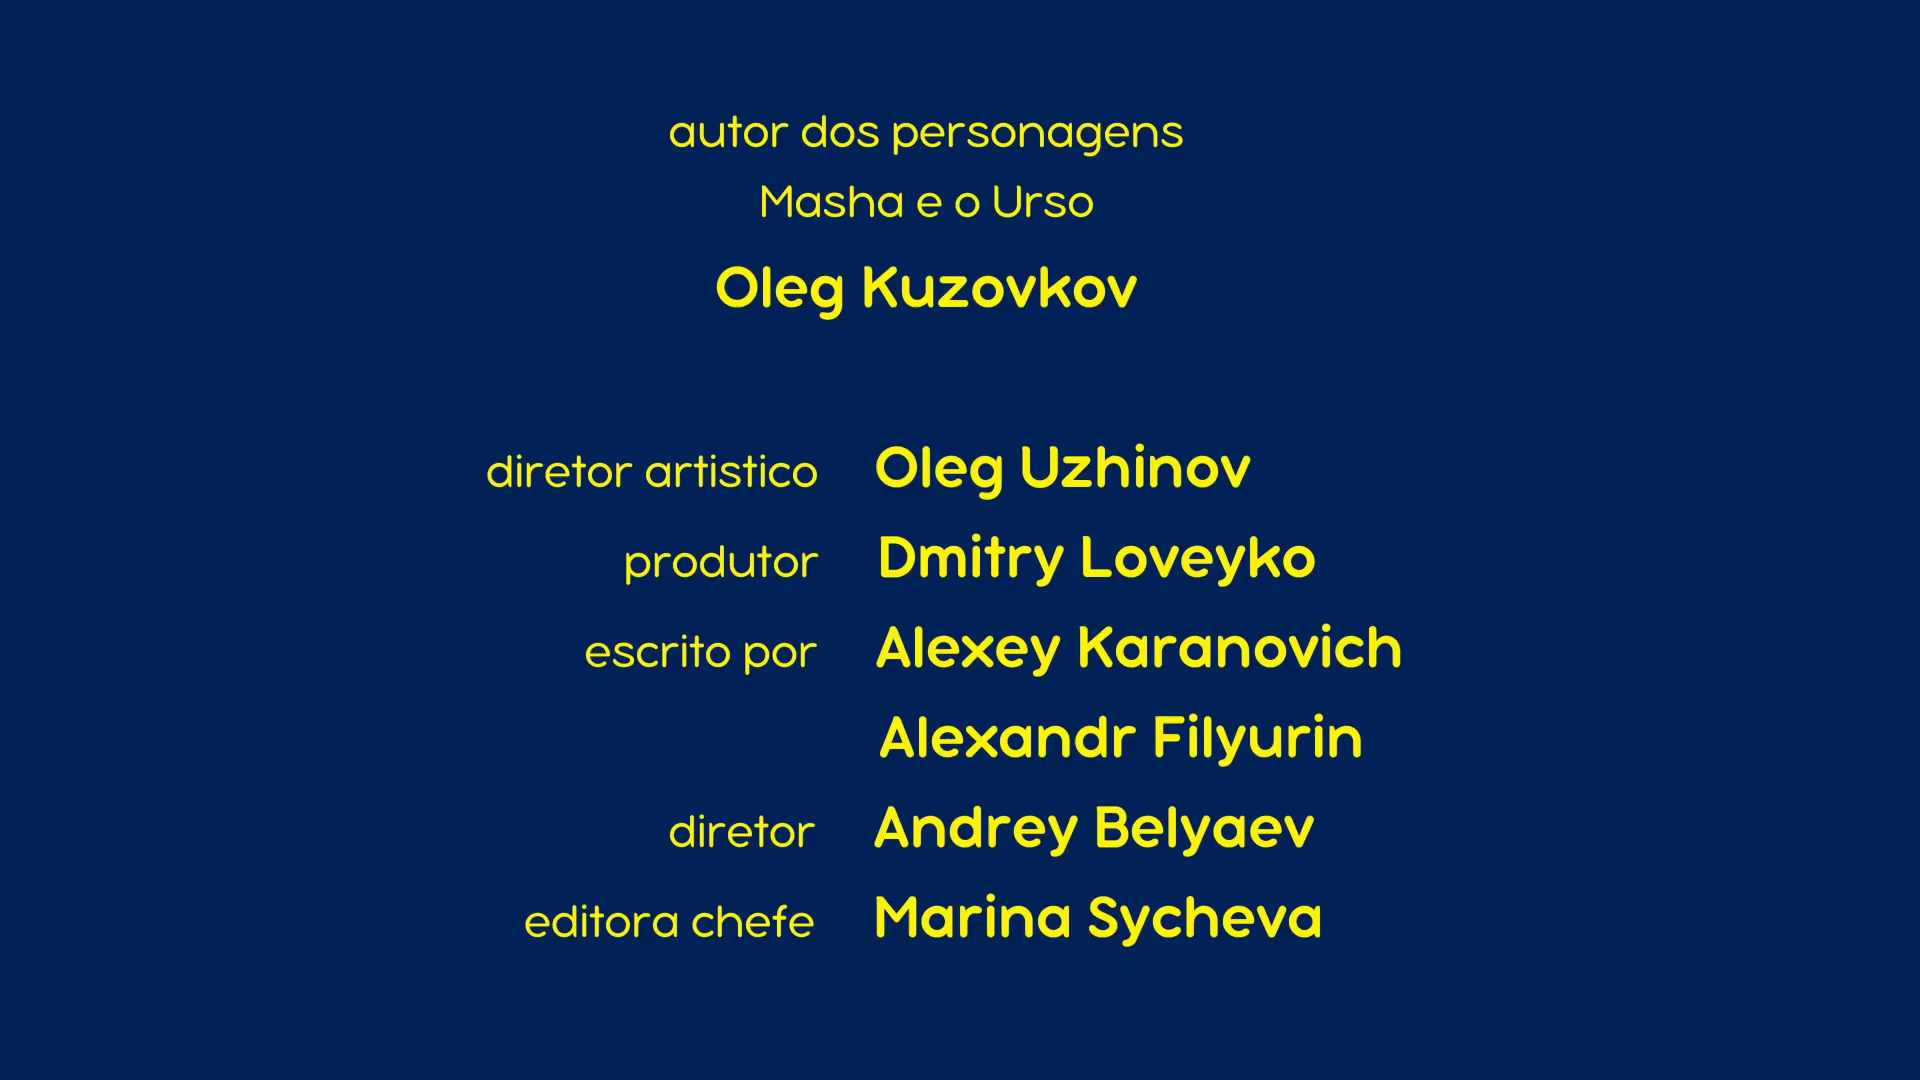 autor dos personagens
Masha e o Urso
Oleg Kuzovkov
diretor artistico Oleg Uzhinov
produtor Dmitry Loveyko
escrito por Alexey Karanovich
Alexandr Filyurin
diretor Andrey Belyaev
editora chefe Marina Sycheva